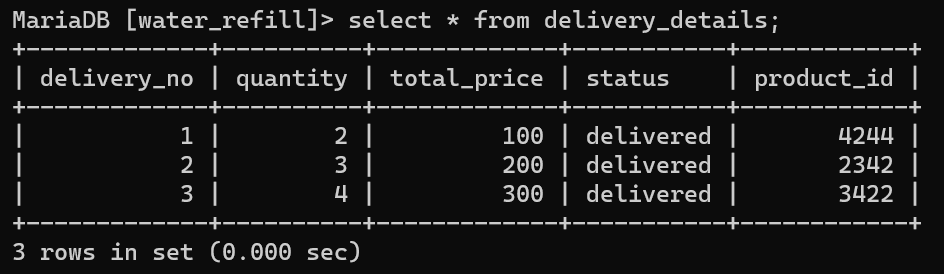 MariaDB [water_refill]> select * from delivery_details;
+-------------+----------+-------------+-----------+------------+
| delivery_no | quantity | total_price | status    | product_id |
+-------------+----------+-------------+-----------+------------+
|           1 |        2 |         100 | delivered |       4244 |
|           2 |        3 |         200 | delivered |       2342 |
|           3 |        4 |         300 | delivered |       3422 |
+-------------+----------+-------------+-----------+------------+
3 rows in set (0.000 sec)